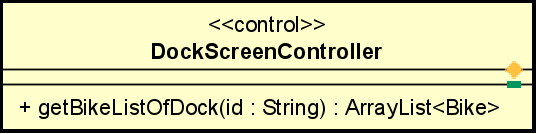 <<control>>
DockScreenController
+ getBikeListOfDock(id : String) : ArrayList<Bike>